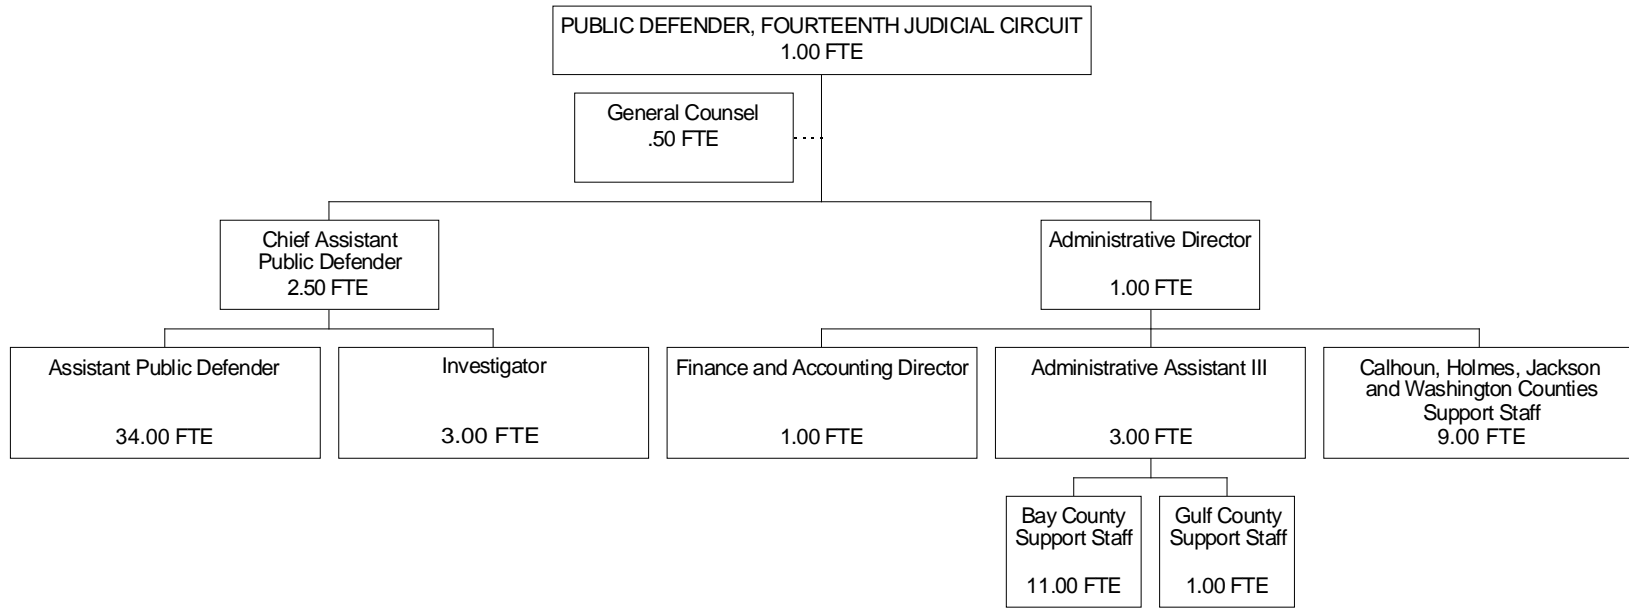 PUBLIC DEFENDER, FOURTEENTH JUDICIAL CIRCUIT
1.00 FTE
General Counsel
.50 FTE
Chief Assistant
Public Defender
2.50 FTE
Administrative Director
1.00 FTE
Assistant Public Defender
34.00 FTE
Investigator
3.00 FTE
Finance and Accounting Director
1.00 FTE
Administrative Assistant III
3.00 FTE
Calhoun, Holmes, Jackson
and Washington Counties
Support Staff
9.00 FTE
Bay County
Support Staff
11.00 FTE
Gulf County
Support Staff
1.00 FTE